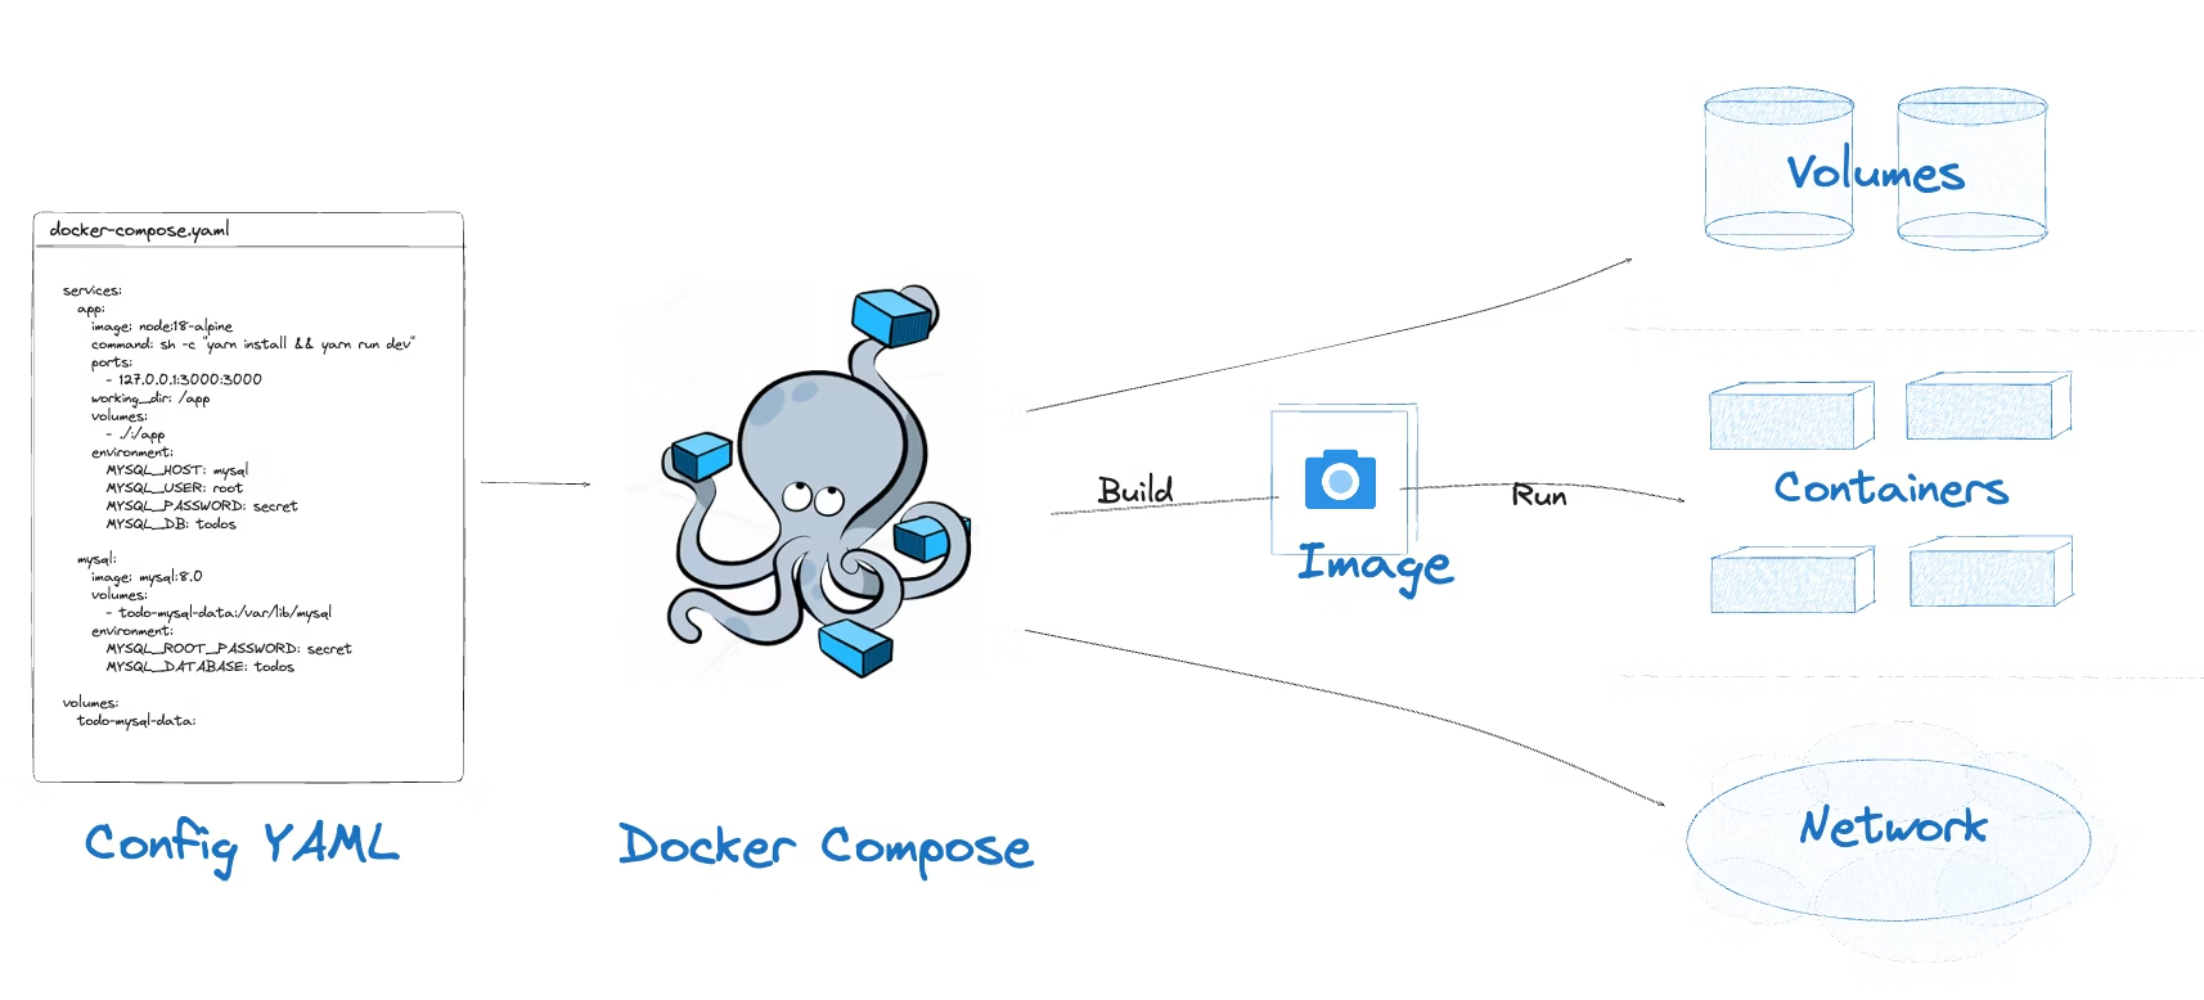 docker-compose.yaml
services:
app:
image: node:18-alpine
command: sh -c "yarn install && yarn run dev"
ports:
- 127.0.0.1:3000:3000
working_dir: /app
volumes:
- ./:/app
environment:
MYSQL_HOST: mysql
MYSQL_USER: root
MYSQL_PASSWORD: secret
MYSQL_DB: todos
mysql:
image: mysql:8.0
volumes:
- todo-mysql-data:/var/lib/mysql
environment:
MYSQL_ROOT_PASSWORD: secret
MYSQL_DATABASE: todos
volumes:
todo-mysql-data:
Config YAML
Docker Compose
Build
Image
Run
Volumes
Containers
Network